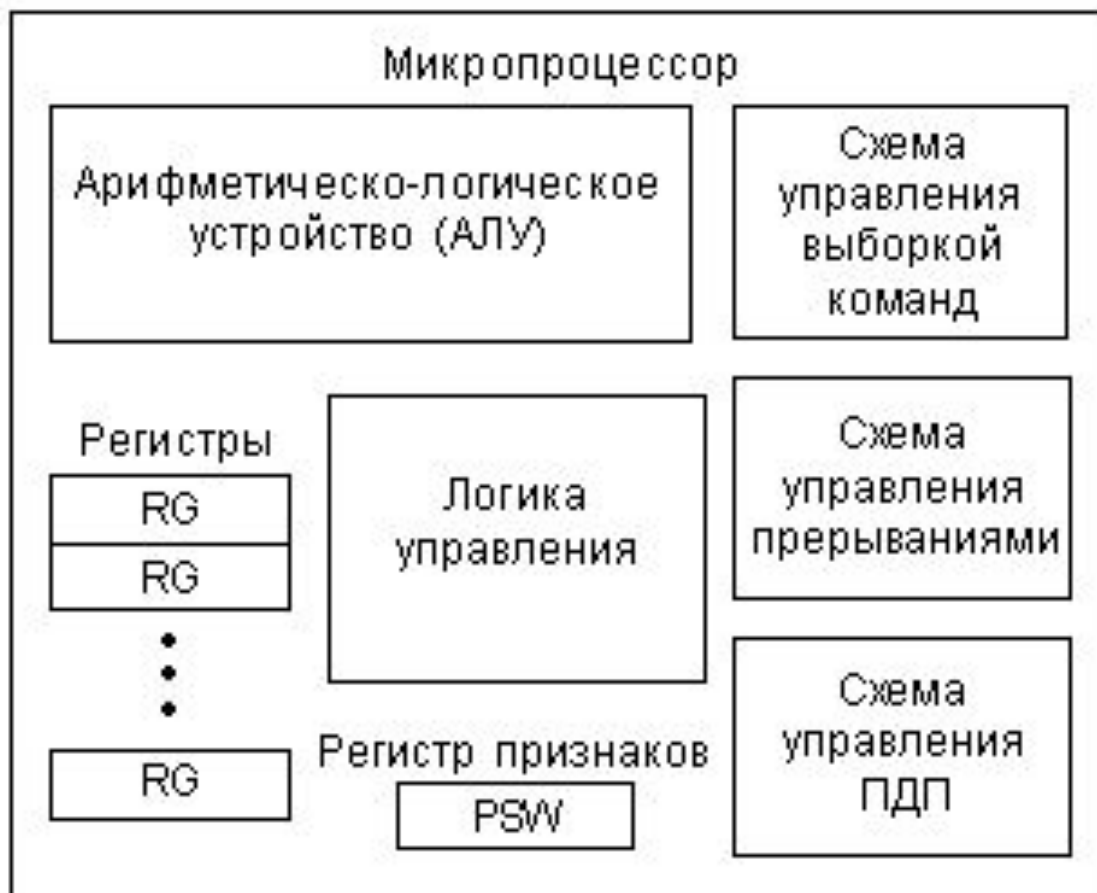 Микропроцессор
Арифметическо-логическое
устройство (АЛУ)
Схема
управления
выборкой
команд
Регистры
RG
RG
RG
Логика
управления
Регистр признаков
PSW
Схема
управления
прерываниями
Схема
управления
ПДП